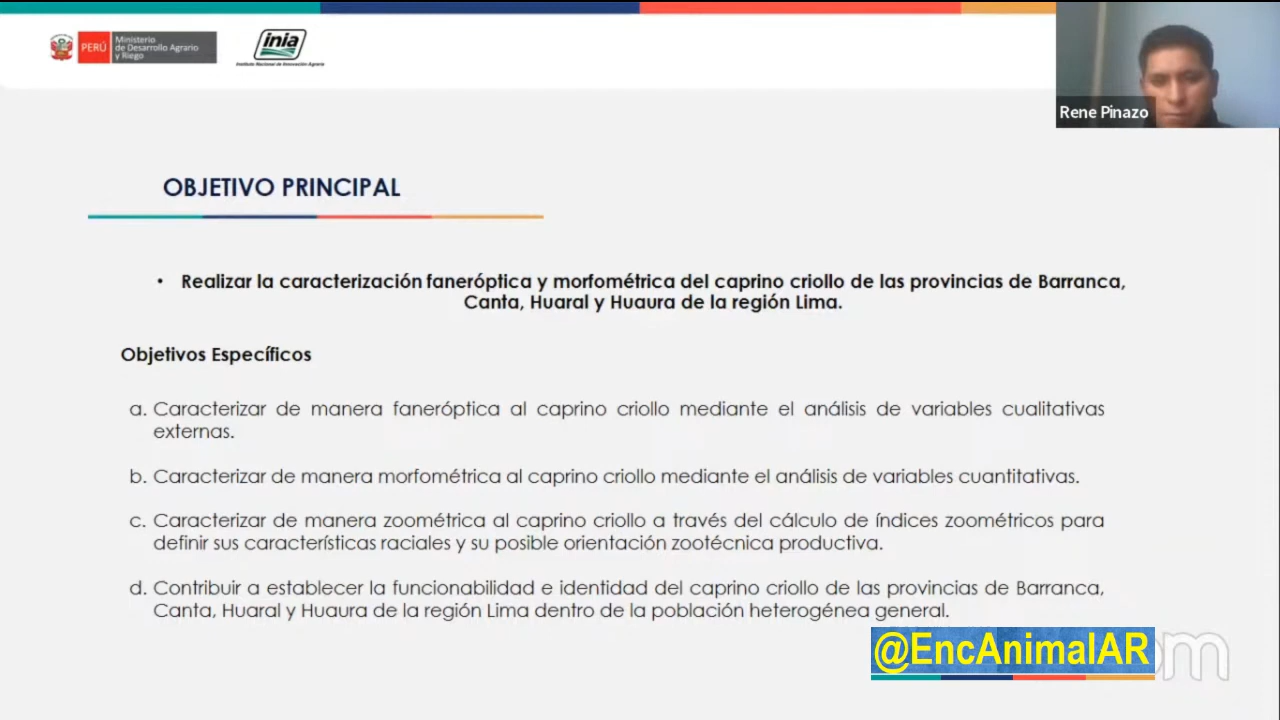 PERÚ
Ministerio
de Desarrollo Agrario
y Riego
inia
Instituto Nacional de Innovación Agraria
Rene Pinazo
OBJETIVO PRINCIPAL
• Realizar la caracterización faneróptica y morfométrica del caprino criollo de las provincias de Barranca,
Canta, Huaral y Huaura de la región Lima.
Objetivos Específicos
a. Caracterizar de manera faneróptica al caprino criollo mediante el análisis de variables cualitativas
externas.
b. Caracterizar de manera morfométrica al caprino criollo mediante el análisis de variables cuantitativas.
c. Caracterizar de manera zoométrica al caprino criollo a través del cálculo de índices zoométricos para
definir sus características raciales y su posible orientación zootécnica productiva.
d. Contribuir a establecer la funcionabilidad e identidad del caprino criollo de las provincias de Barranca,
Canta, Huaral y Huaura de la región Lima dentro de la población heterogénea general.
@EncAnimalAR